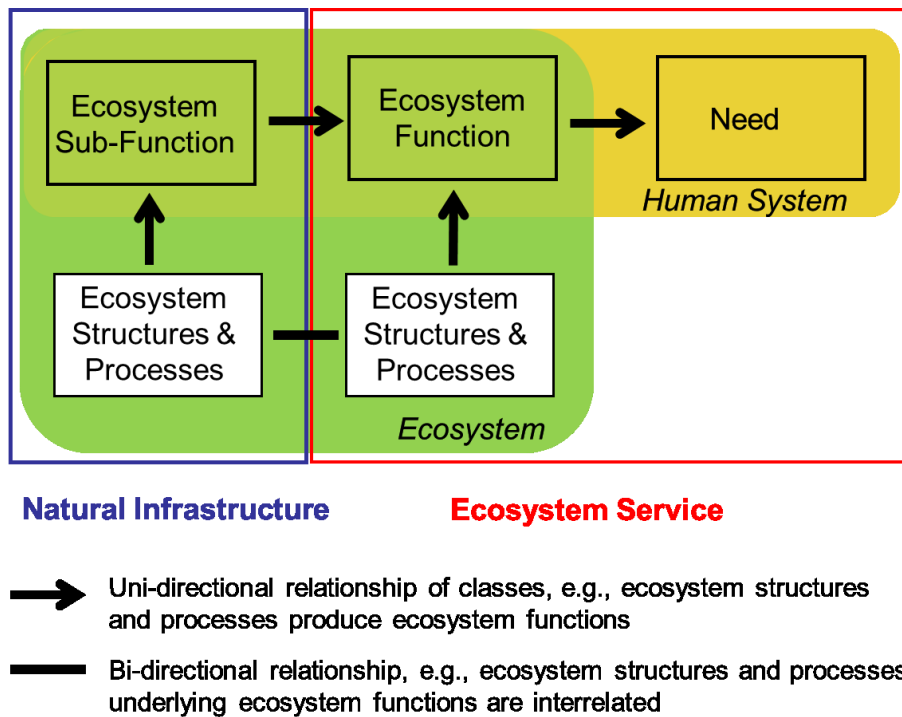 Ecosystem
Sub-Function
Ecosystem
Function
Need
Human System
Ecosystem
Structures &
Processes
Ecosystem
Structures &
Processes
Ecosystem
Natural Infrastructure
Ecosystem Service
Uni-directional relationship of classes, e.g., ecosystem structures
and processes produce ecosystem functions
Bi-directional relationship, e.g., ecosystem structures and processes
underlying ecosystem functions are interrelated